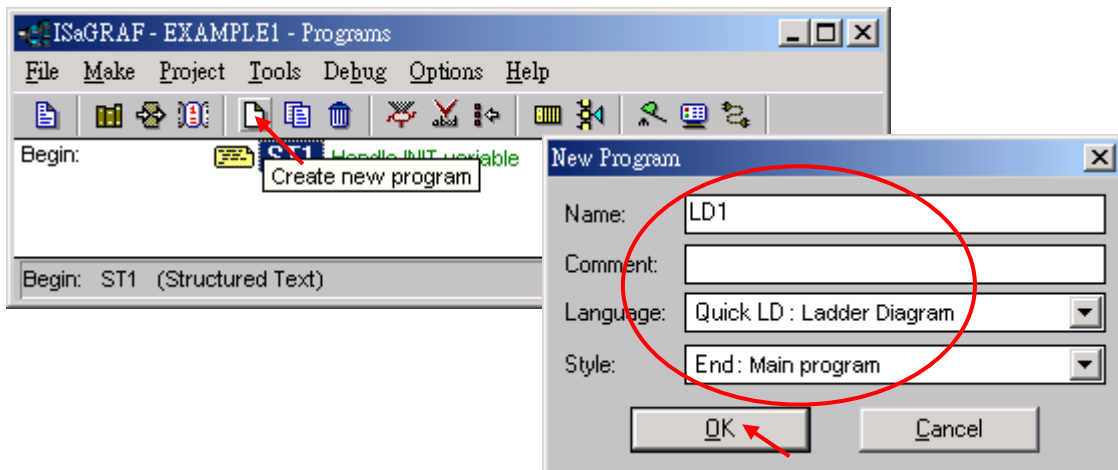 ISaGRAF - EXAMPLE1 - Programs
File Make Project Tools Debug Options Help
Begin: ST1 Handle INIT variable
Create new program
Begin: ST1 (Structured Text)
New Program
Name: LD1
Comment:
Language: Quick LD : Ladder Diagram
Style: End : Main program
OK Cancel